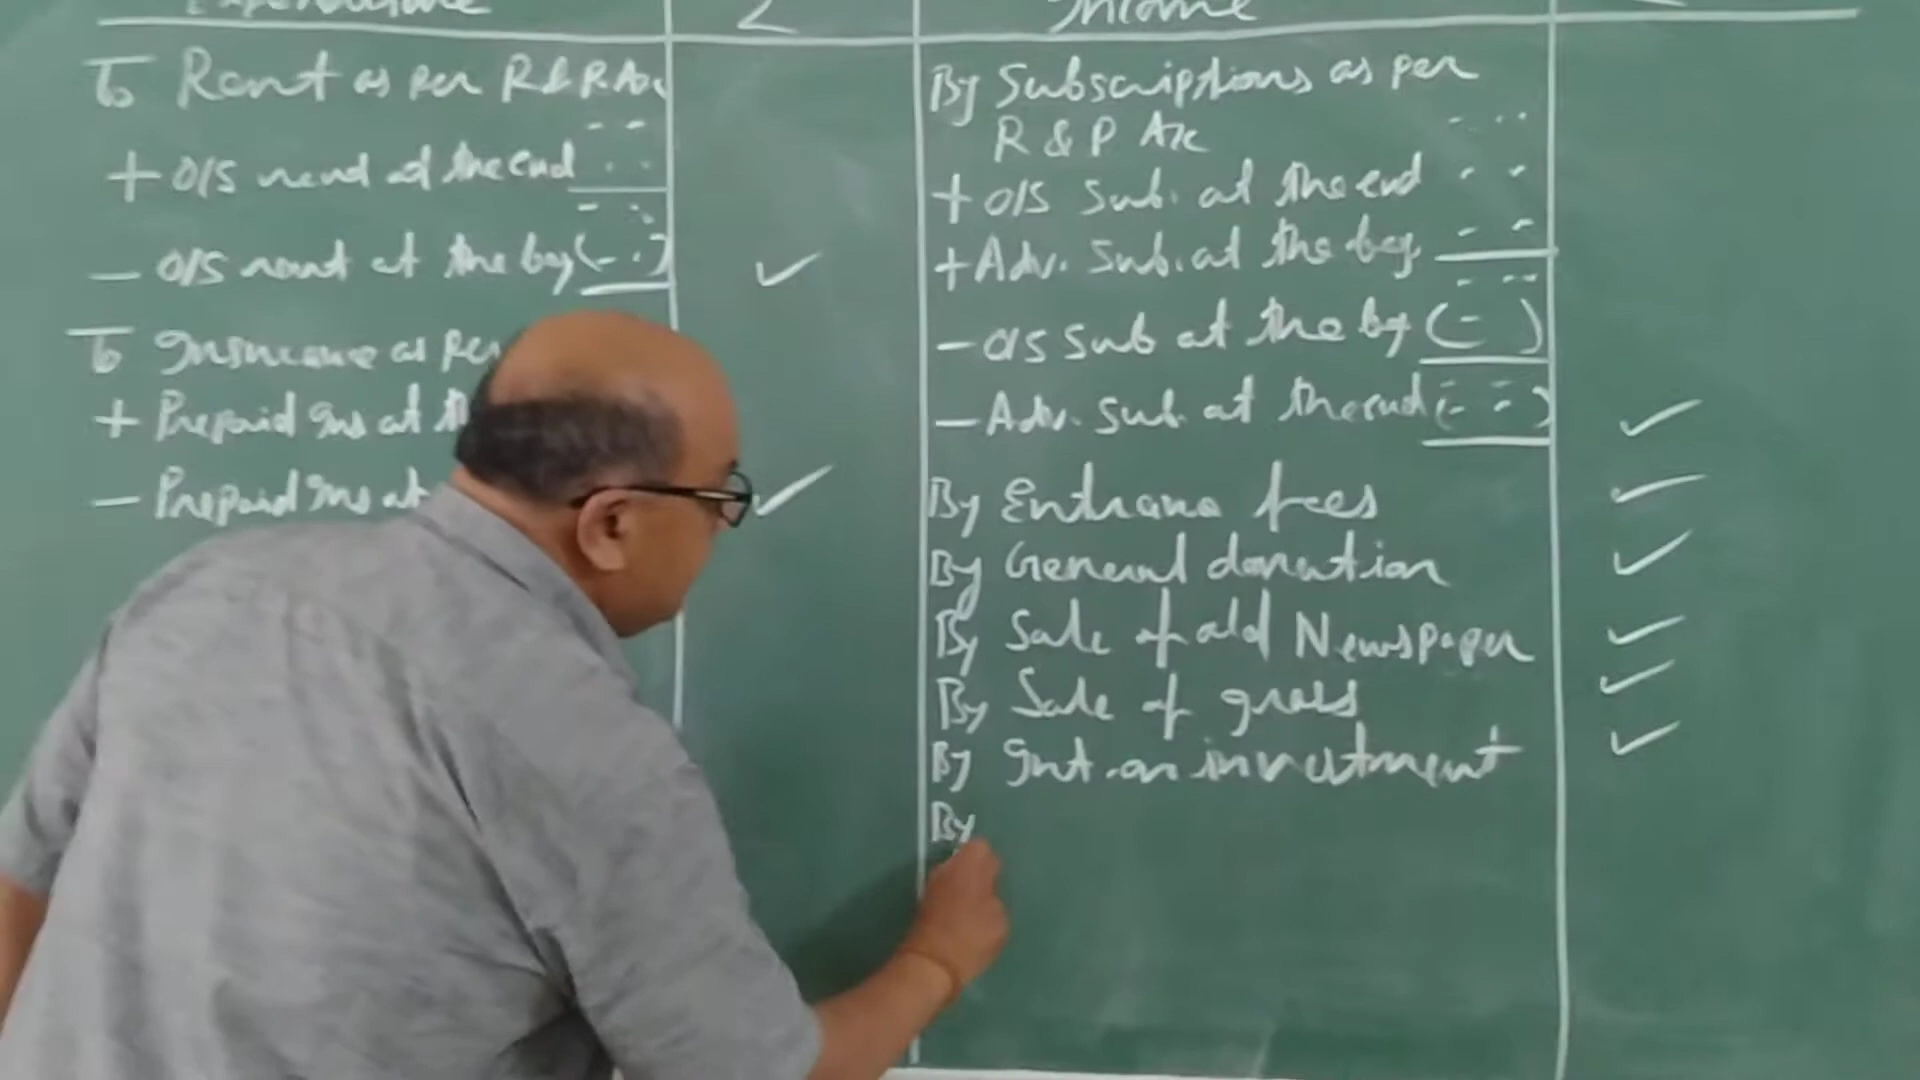 Expenditure
Income
To Rent as per R & P A/c
+ O/S rent at the end
- O/S rent at the beg (- -)
To Insurance as per
+ Prepaid Ins at th
- Prepaid Ins at
By Subscriptions as per
R & P A/c
+ O/S Sub. at the end
+ Adv. Sub. at the beg.
- O/S Sub at the beg (- )
- Adv. Sub. at the end (- -)
By Entrance fees
By General donation
By Sale of old Newspaper
By Sale of grass
By Int. on investment
By